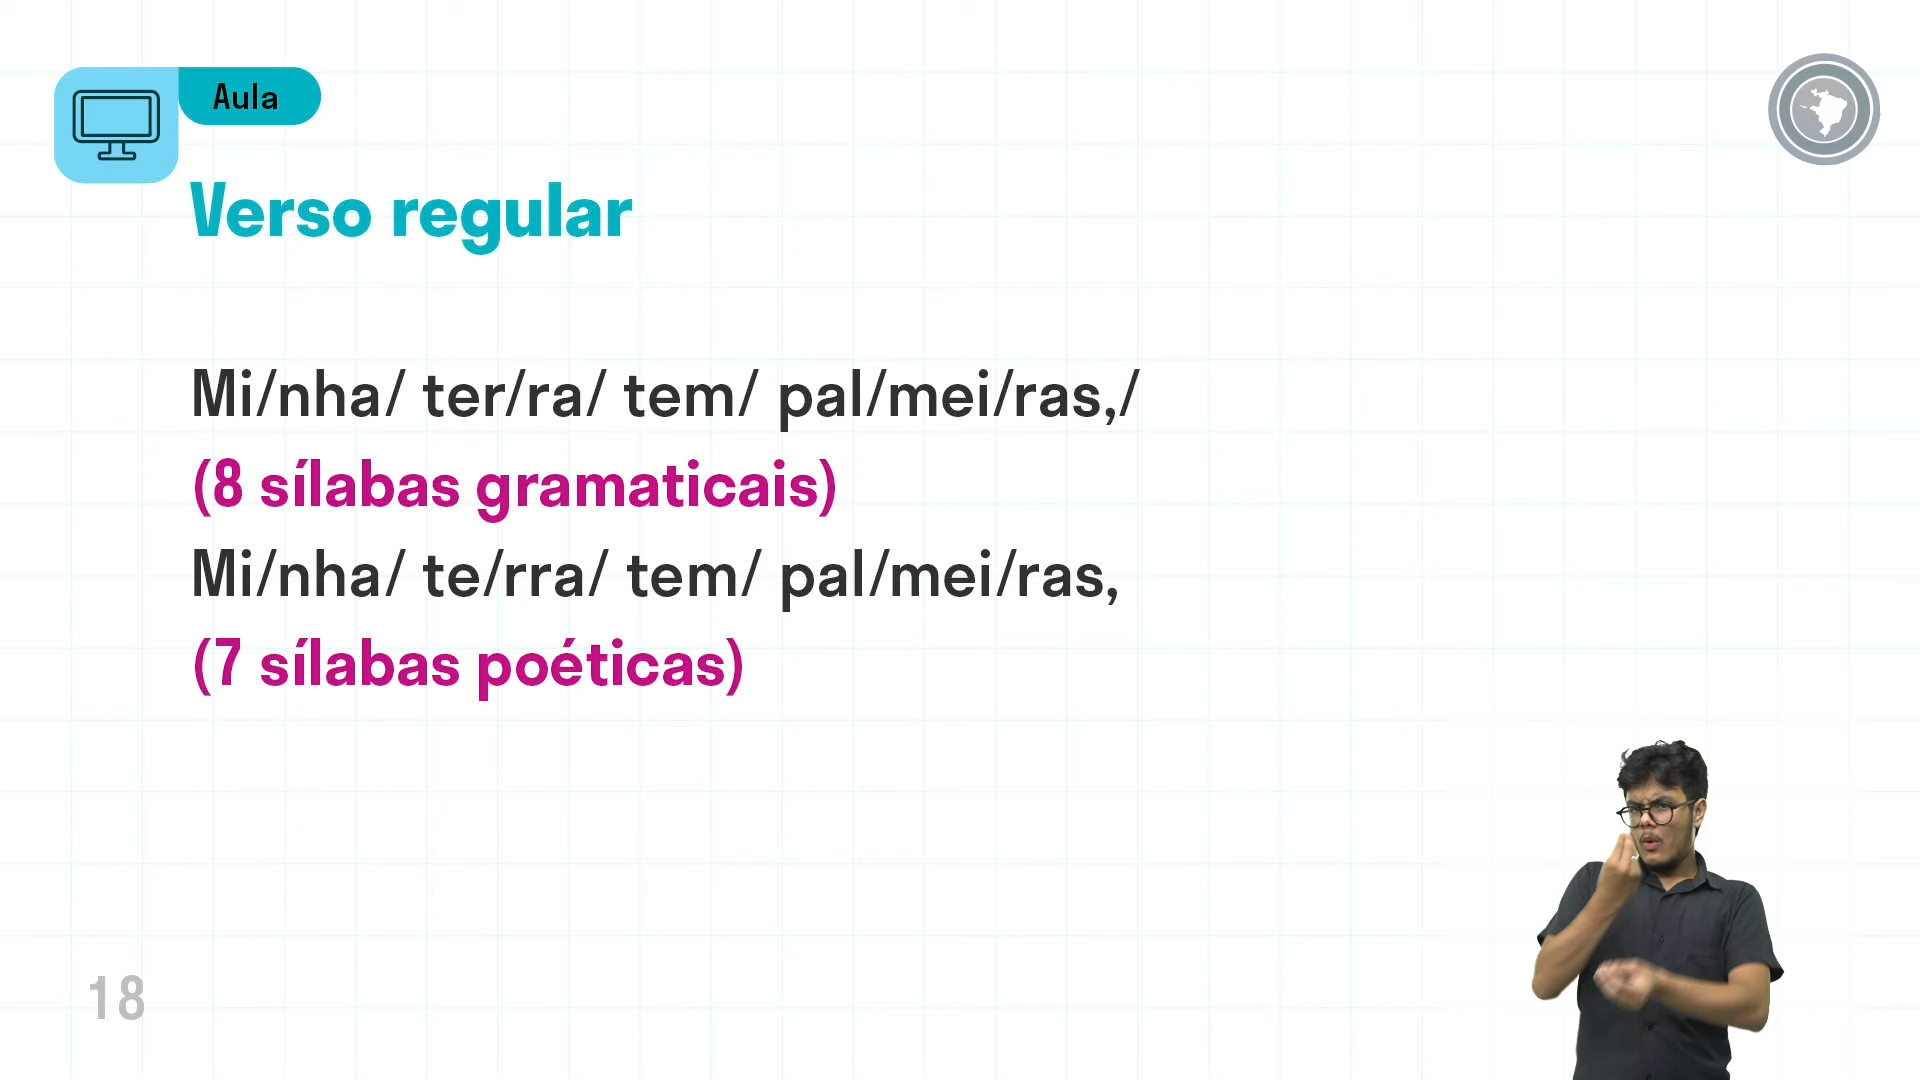 Aula
Verso regular
Mi/nha/ ter/ra/ tem/ pal/mei/ras,/
(8 sílabas gramaticais)
Mi/nha/ te/rra/ tem/ pal/mei/ras,
(7 sílabas poéticas)
18